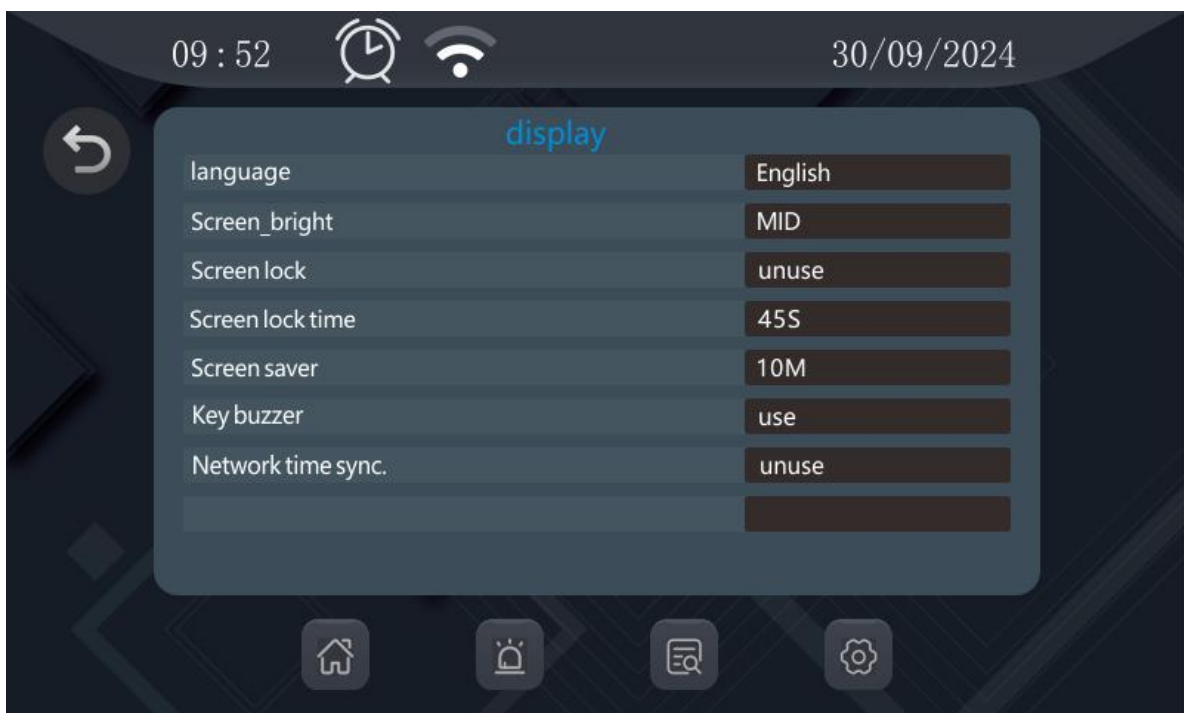 09 : 52 30/09/2024
display
language English
Screen_bright MID
Screen lock unuse
Screen lock time 45S
Screen saver 10M
Key buzzer use
Network time sync. unuse